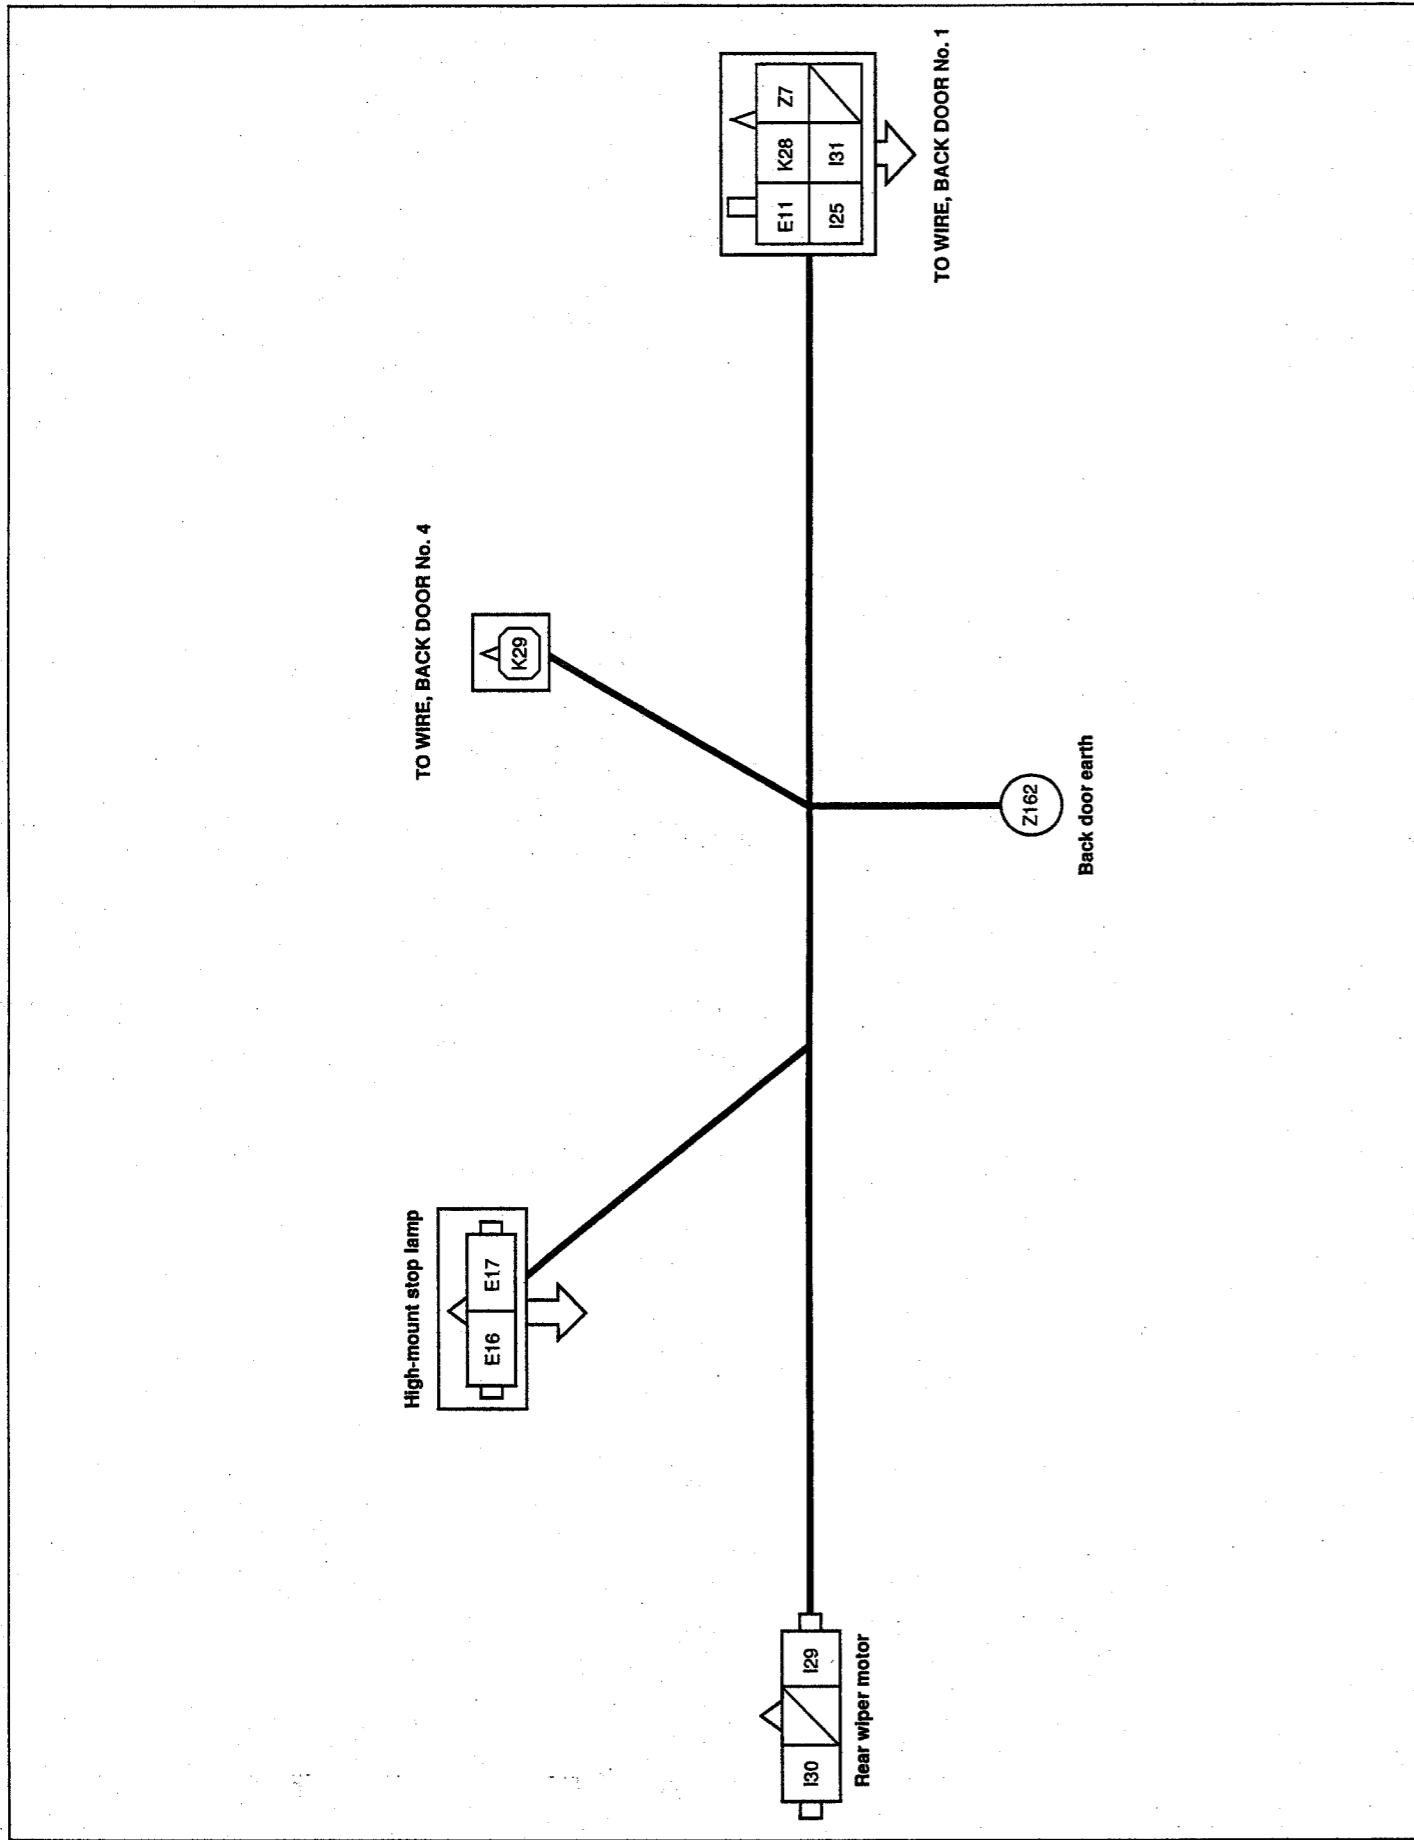 High-mount stop lamp
E16 E17
TO WIRE, BACK DOOR No. 4
K29
I30 I29
Rear wiper motor
E11 K28 Z7
I25 I31
TO WIRE, BACK DOOR No. 1
Z162
Back door earth